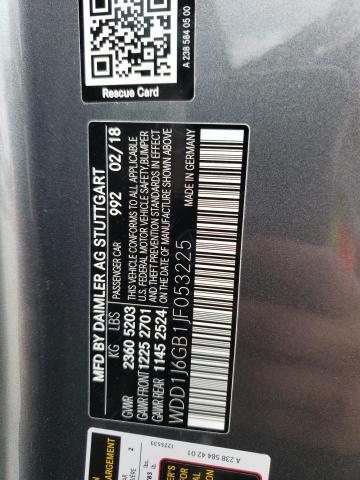 Rescue Card
A 238 584 05 00
MFD BY DAIMLER AG STUTTGART
PASSENGER CAR 992 02/18
KG LBS
GVWR 2360 5203
GAWR FRONT 1225 2701
GAWR REAR 1145 2524
THIS VEHICLE CONFORMS TO ALL APPLICABLE
U.S. FEDERAL MOTOR VEHICLE SAFETY, BUMPER
AND THEFT PREVENTION STANDARDS IN EFFECT
ON THE DATE OF MANUFACTURE SHOWN ABOVE.
MADE IN GERMANY
WDD1J6GB1JF053225
A 238 584 42 01
1225533
2
lbs.